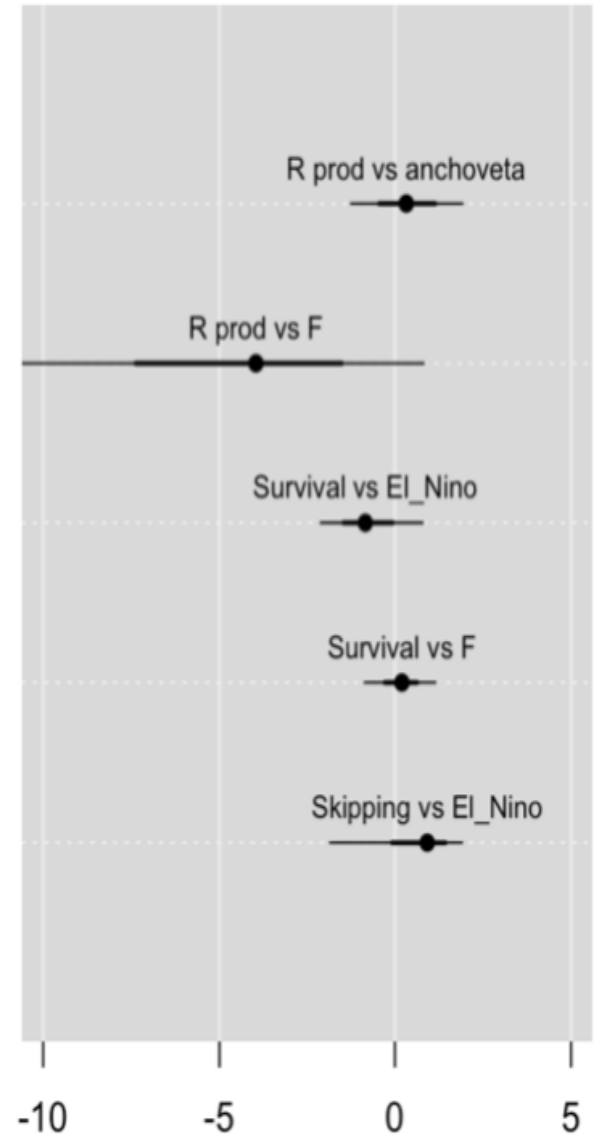 R prod vs anchoveta
R prod vs F
Survival vs El_Nino
Survival vs F
Skipping vs El_Nino
-10 -5 0 5